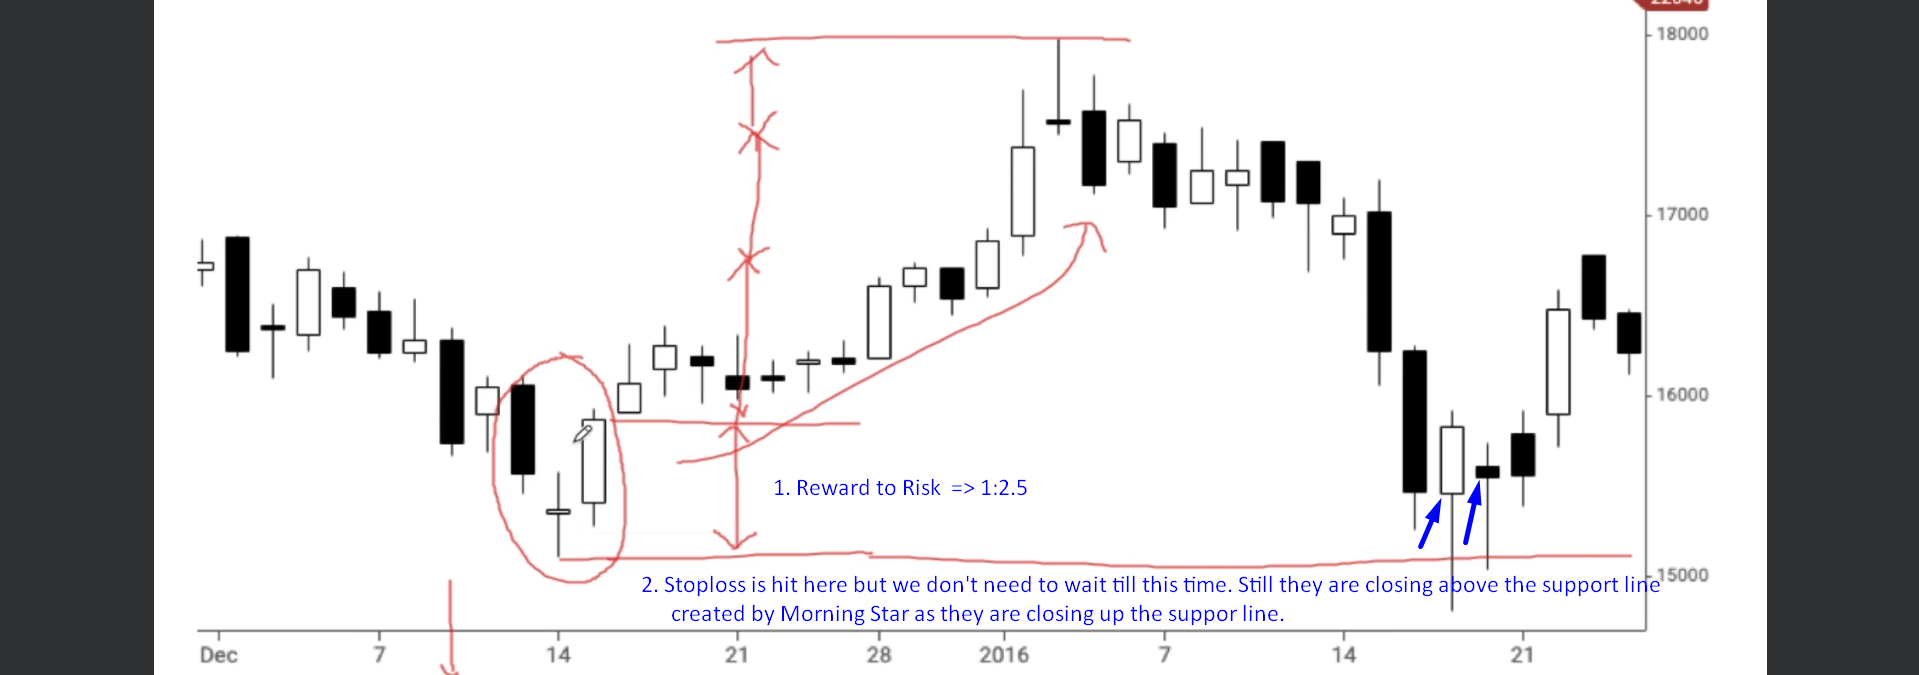 18000
17000
16000
1. Reward to Risk => 1:2.5
2. Stoploss is hit here but we don't need to wait till this time. Still they are closing above the support line
15000
created by Morning Star as they are closing up the suppor line.
Dec 7 14 21 28 2016 7 14 21